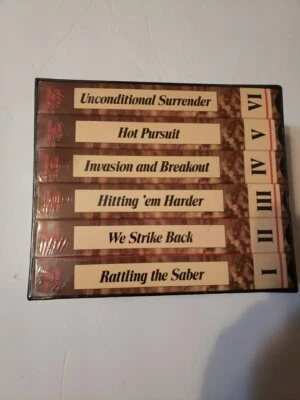 Unconditional Surrender VI
Hot Pursuit V
Invasion and Breakout IV
Hitting 'em Harder III
We Strike Back II
Rattling the Saber I